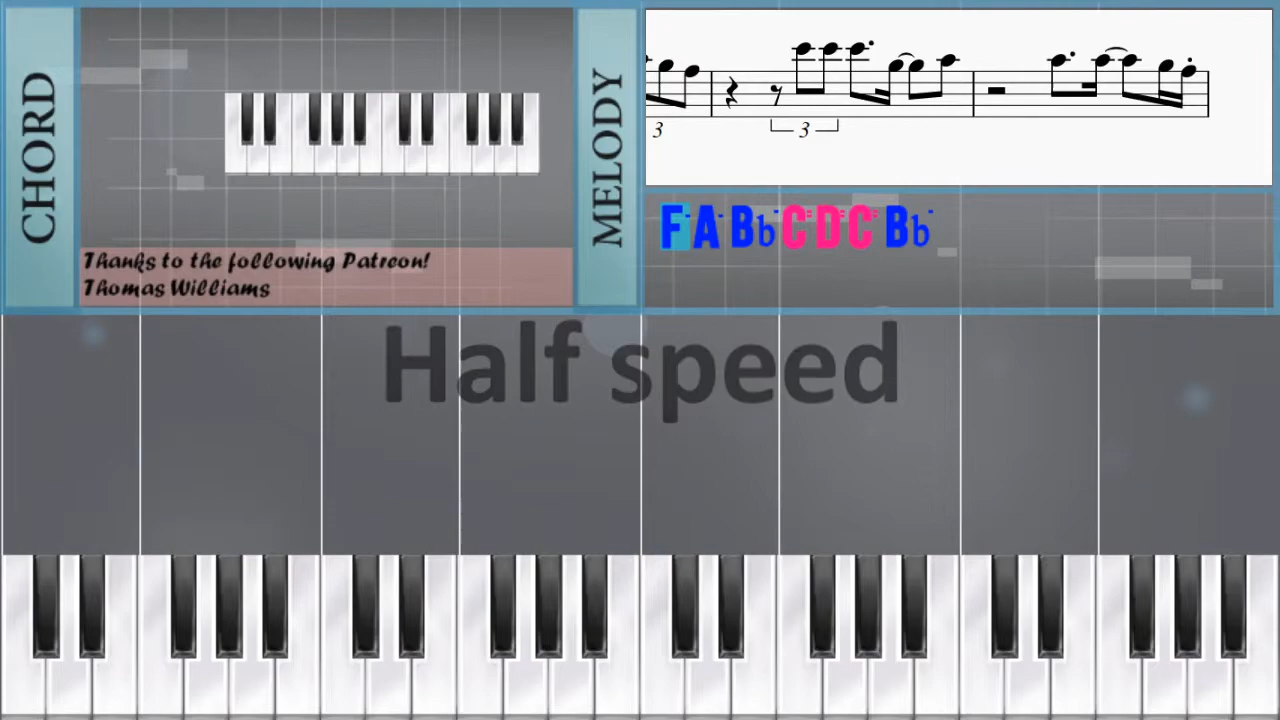 CHORD
MELODY
3
3
F A Bb C D C Bb
Thanks to the following Patreon!
Thomas Williams
Half speed